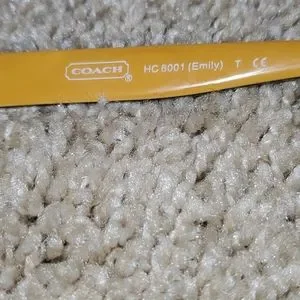 COACH® HC 8001 (Emily) T CE